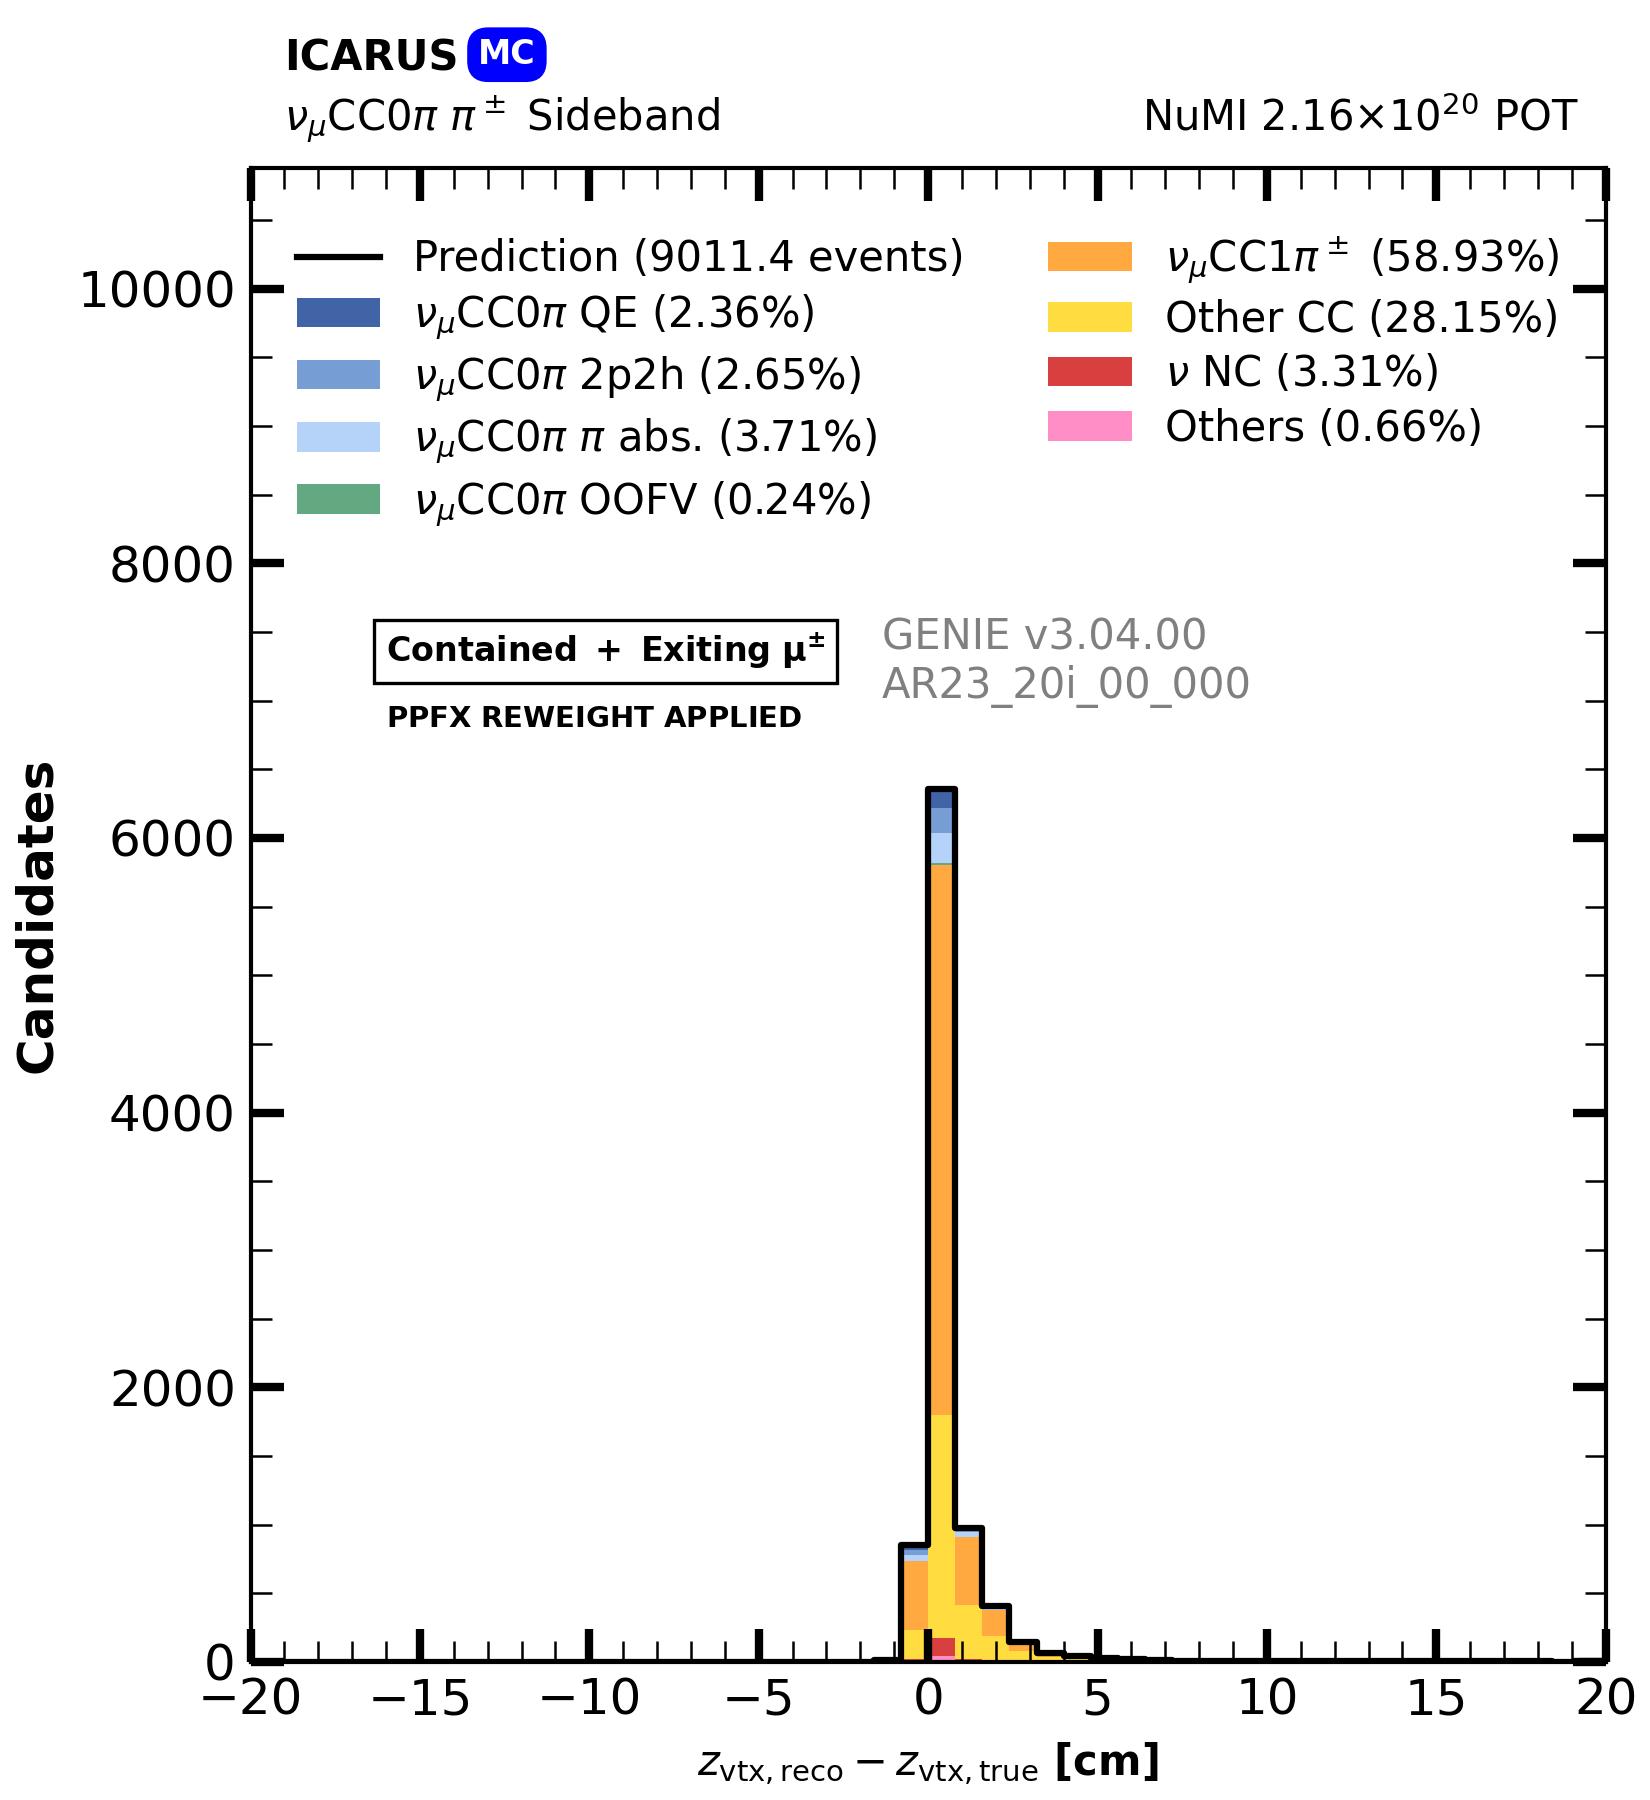 ICARUS MC
νμCC0π π± Sideband
NuMI 2.16×10²⁰ POT
Prediction (9011.4 events)
νμCC0π QE (2.36%)
νμCC0π 2p2h (2.65%)
νμCC0π π abs. (3.71%)
νμCC0π OOFV (0.24%)
νμCC1π± (58.93%)
Other CC (28.15%)
ν NC (3.31%)
Others (0.66%)
Contained + Exiting μ±
PPFX REWEIGHT APPLIED
GENIE v3.04.00
AR23_20i_00_000
Candidates
10000
8000
6000
4000
2000
0
−20 −15 −10 −5 0 5 10 15 20
z vtx, reco − z vtx, true [cm]